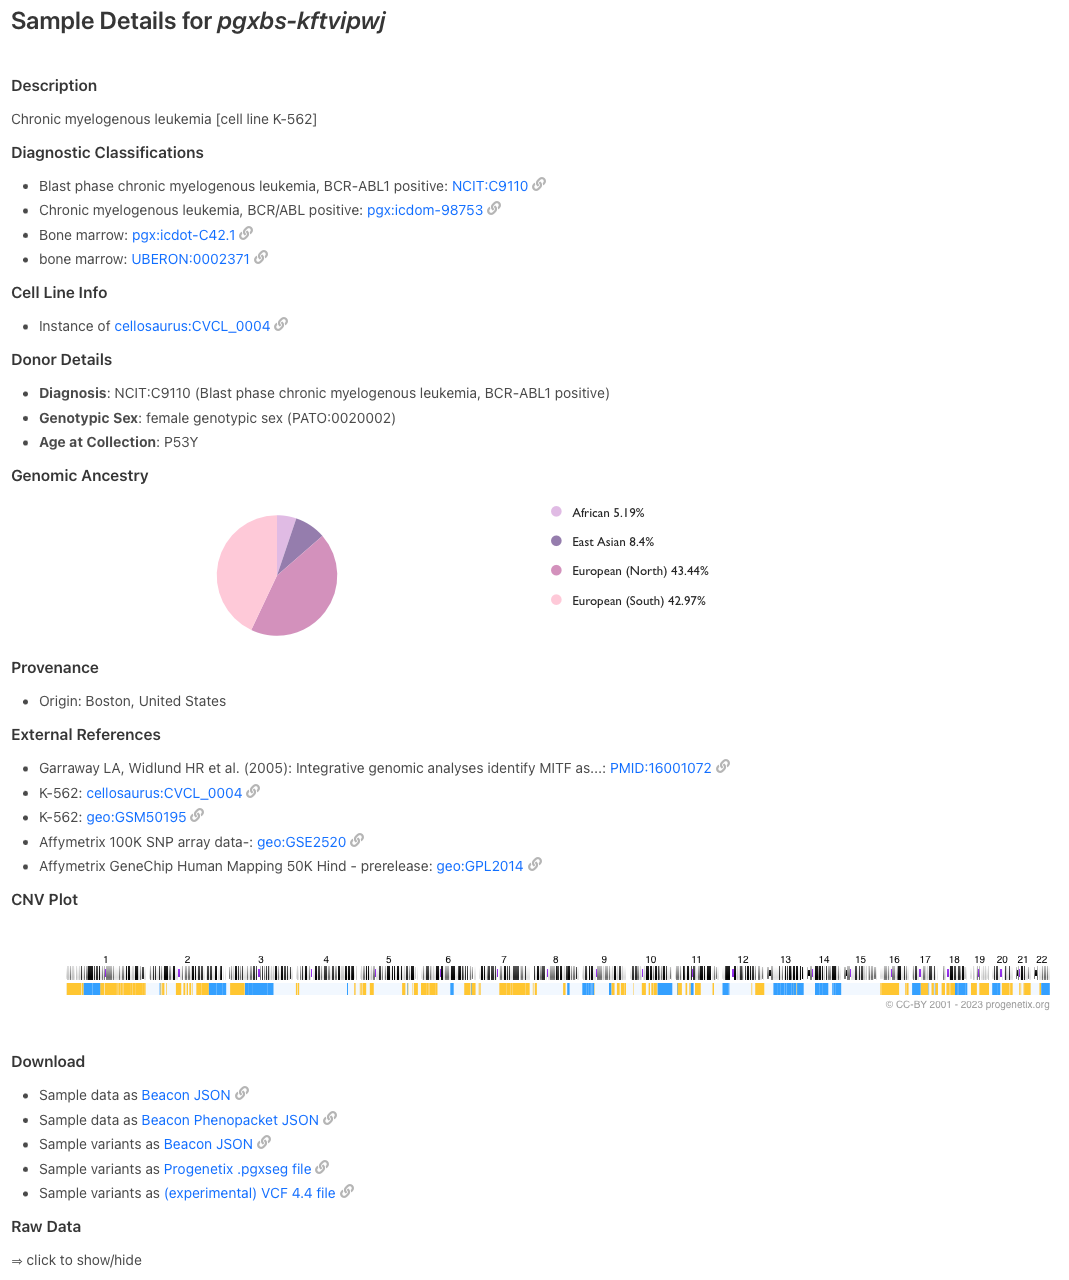 Sample Details for pgxbs-kftvipwj
Description
Chronic myelogenous leukemia [cell line K-562]
Diagnostic Classifications
Blast phase chronic myelogenous leukemia, BCR-ABL1 positive: NCIT:C9110
Chronic myelogenous leukemia, BCR/ABL positive: pgx:icdom-98753
Bone marrow: pgx:icdot-C42.1
bone marrow: UBERON:0002371
Cell Line Info
Instance of cellosaurus:CVCL_0004
Donor Details
Diagnosis: NCIT:C9110 (Blast phase chronic myelogenous leukemia, BCR-ABL1 positive)
Genotypic Sex: female genotypic sex (PATO:0020002)
Age at Collection: P53Y
Genomic Ancestry
African 5.19%
East Asian 8.4%
European (North) 43.44%
European (South) 42.97%
Provenance
Origin: Boston, United States
External References
Garraway LA, Widlund HR et al. (2005): Integrative genomic analyses identify MITF as...: PMID:16001072
K-562: cellosaurus:CVCL_0004
K-562: geo:GSM50195
Affymetrix 100K SNP array data-: geo:GSE2520
Affymetrix GeneChip Human Mapping 50K Hind - prerelease: geo:GPL2014
CNV Plot
1 2 3 4 5 6 7 8 9 10 11 12 13 14 15 16 17 18 19 20 21 22
© CC-BY 2001 - 2023 progenetix.org
Download
Sample data as Beacon JSON
Sample data as Beacon Phenopacket JSON
Sample variants as Beacon JSON
Sample variants as Progenetix .pgxseg file
Sample variants as (experimental) VCF 4.4 file
Raw Data
⇒ click to show/hide